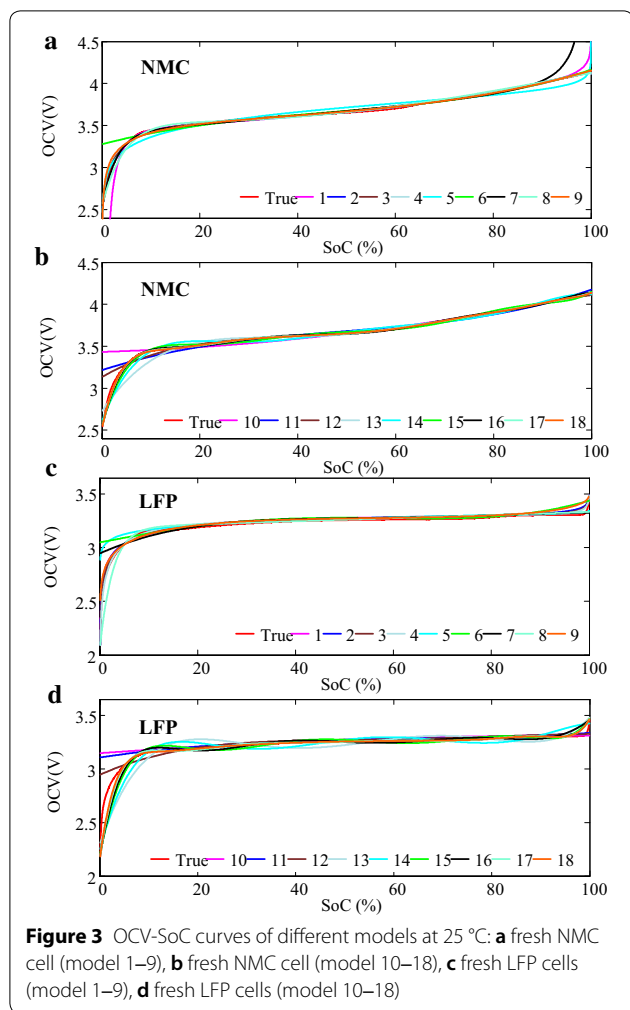 a
4.5
4
3.5
3
2.5
OCV(V)
NMC
True 1 2 3 4 5 6 7 8 9
0 20 40 60 80 100
SoC (%)
b
4.5
4
3.5
3
2.5
OCV(V)
NMC
True 10 11 12 13 14 15 16 17 18
0 20 40 60 80 100
SoC (%)
c
3.5
3
2.5
2
OCV(V)
LFP
True 1 2 3 4 5 6 7 8 9
0 20 40 60 80 100
SoC (%)
d
3.5
3
2.5
2
OCV(V)
LFP
True 10 11 12 13 14 15 16 17 18
0 20 40 60 80 100
SoC (%)
Figure 3 OCV-SoC curves of different models at 25 °C: a fresh NMC
cell (model 1–9), b fresh NMC cell (model 10–18), c fresh LFP cells
(model 1–9), d fresh LFP cells (model 10–18)